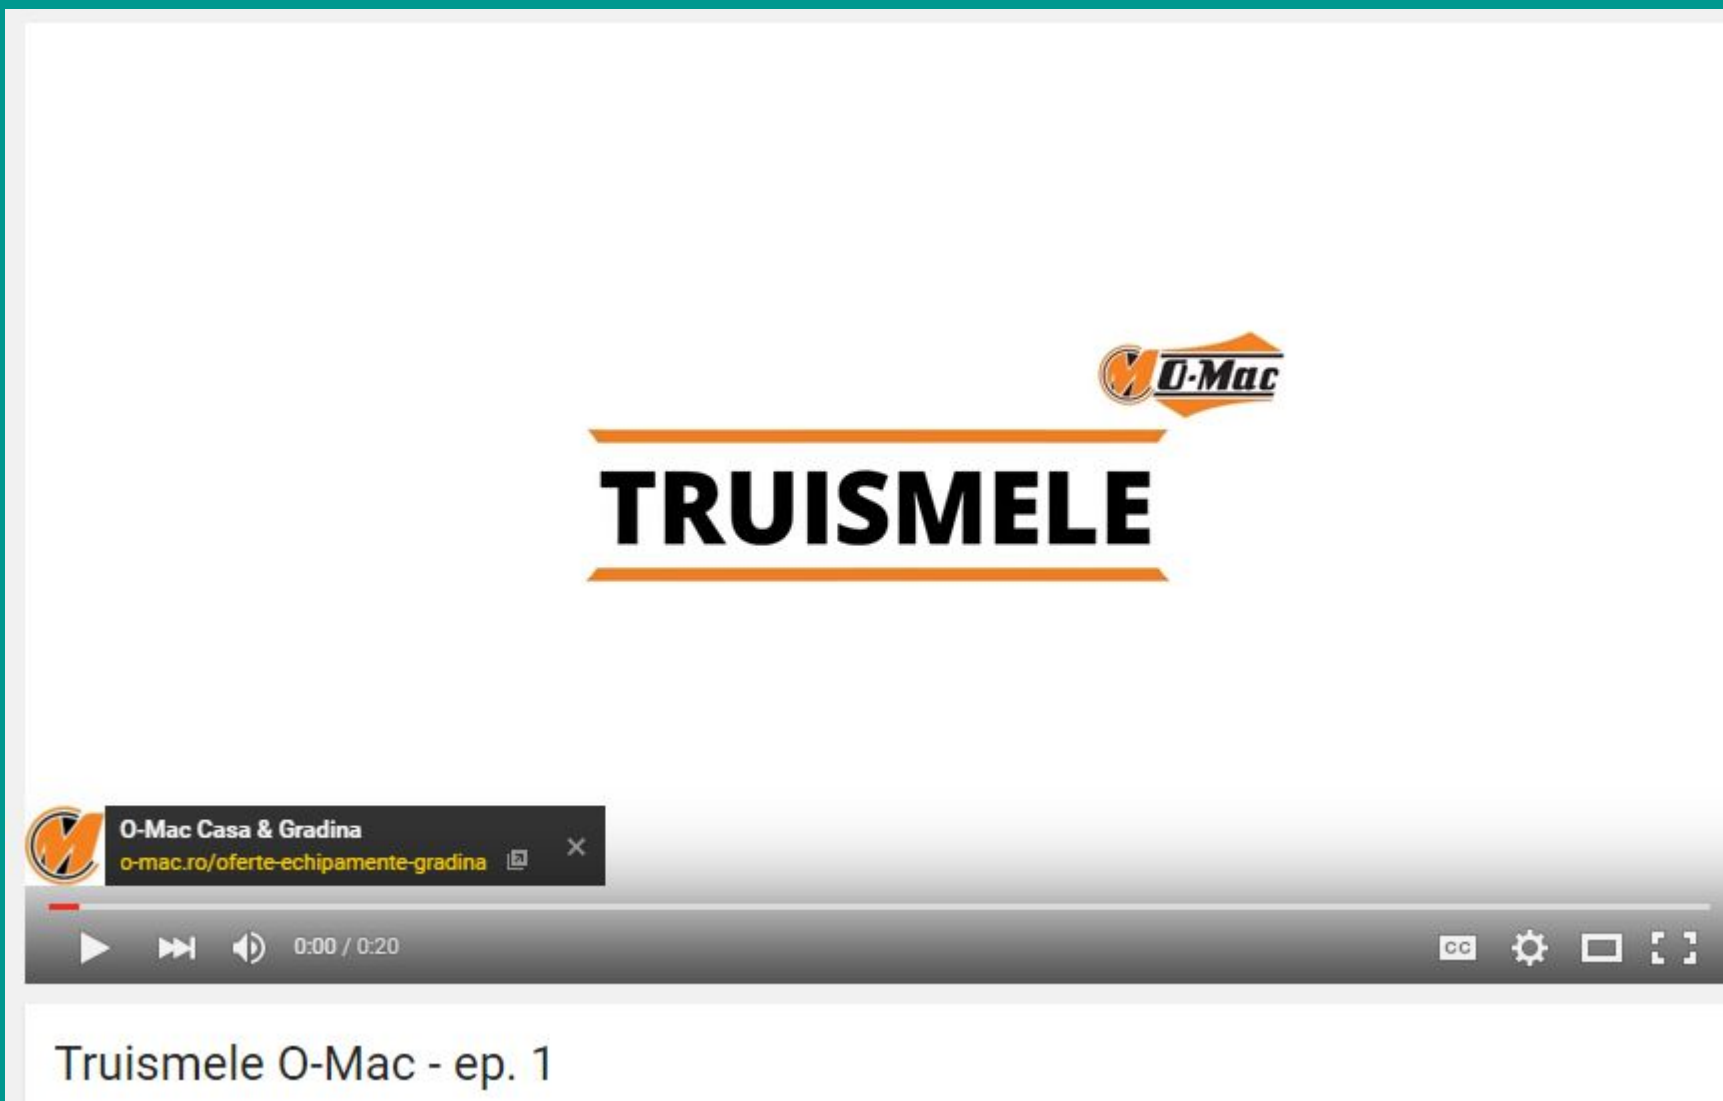 O-Mac
TRUISMELE
O-Mac Casa & Gradina
o-mac.ro/oferte-echipamente-gradina
0:00 / 0:20
CC
Truismele O-Mac - ep. 1